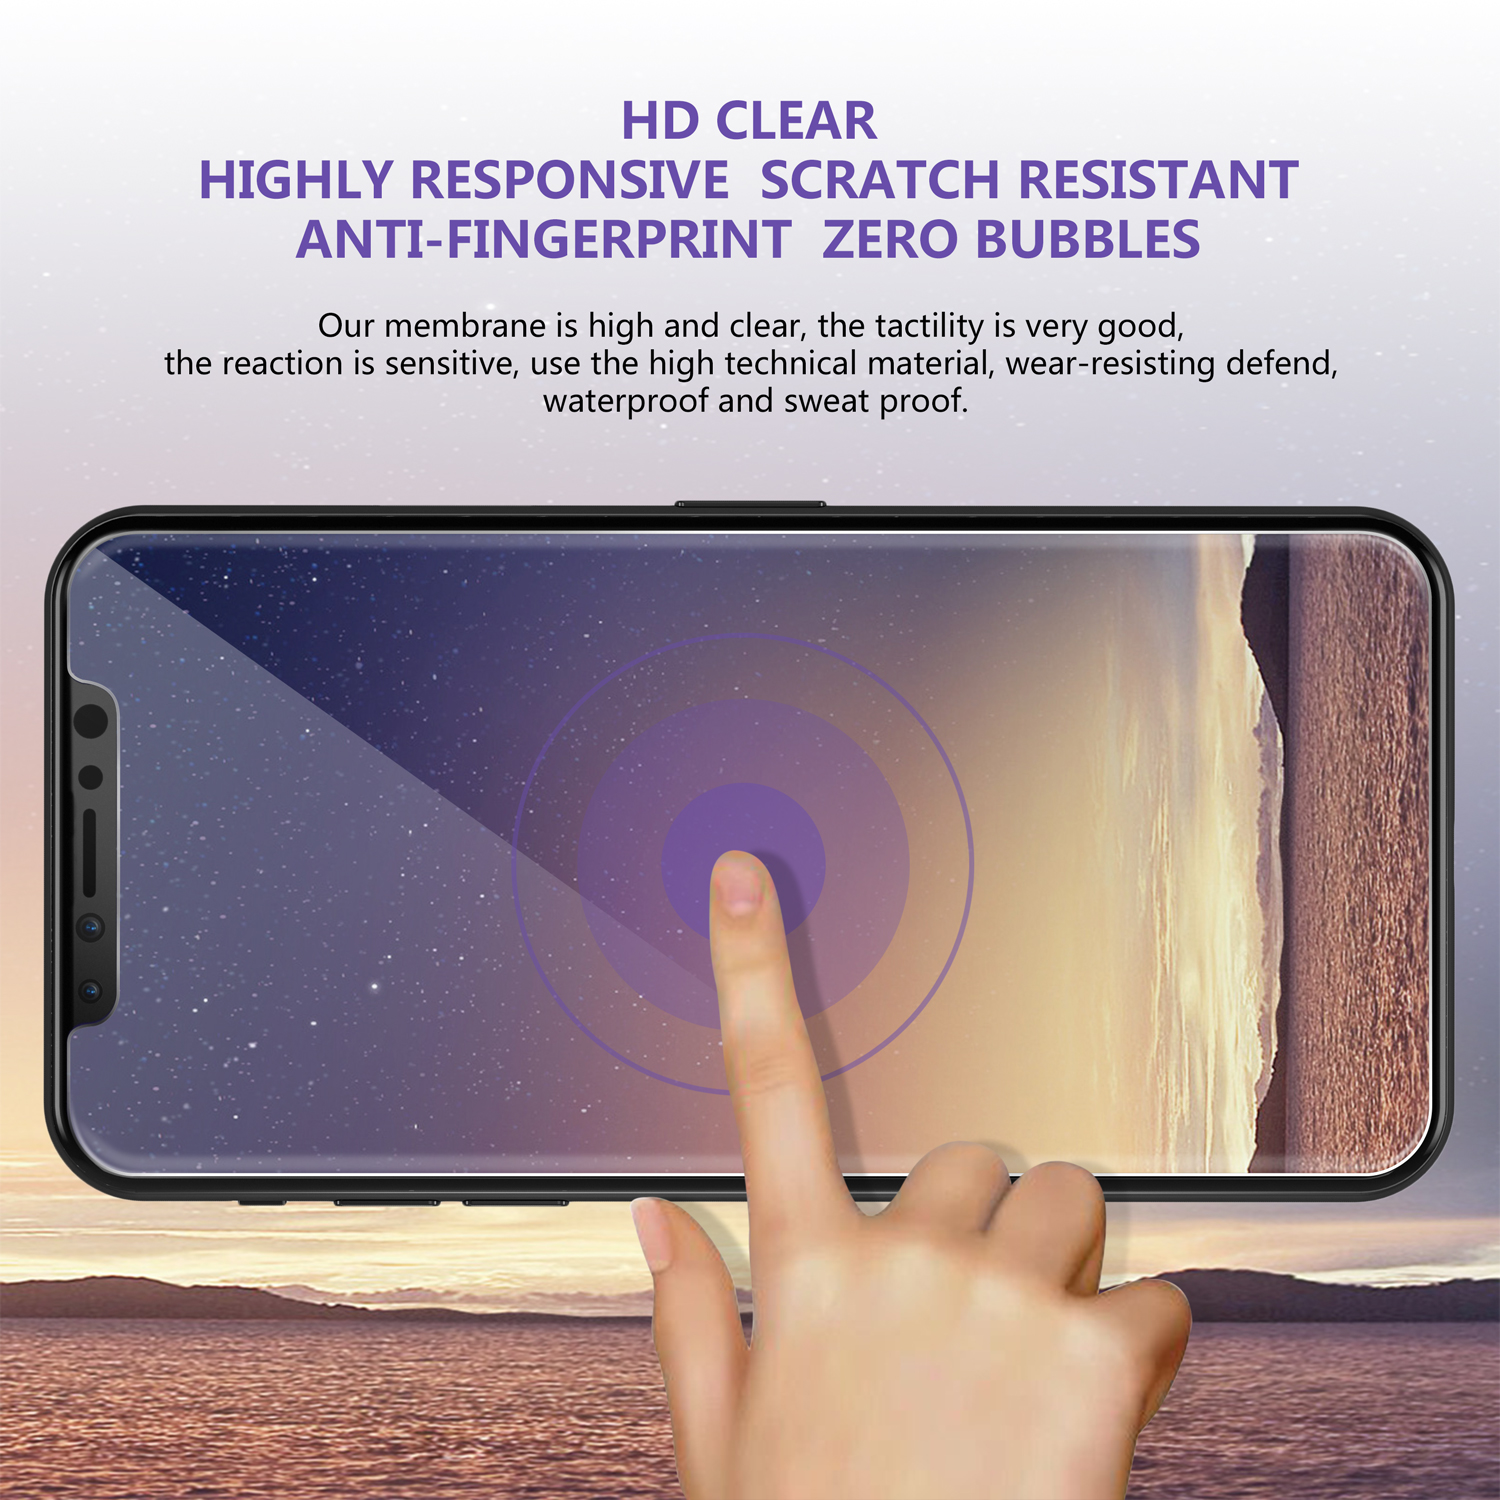 HD CLEAR
HIGHLY RESPONSIVE  SCRATCH RESISTANT
ANTI-FINGERPRINT  ZERO BUBBLES
Our membrane is high and clear, the tactility is very good,
the reaction is sensitive, use the high technical material, wear-resisting defend,
waterproof and sweat proof.